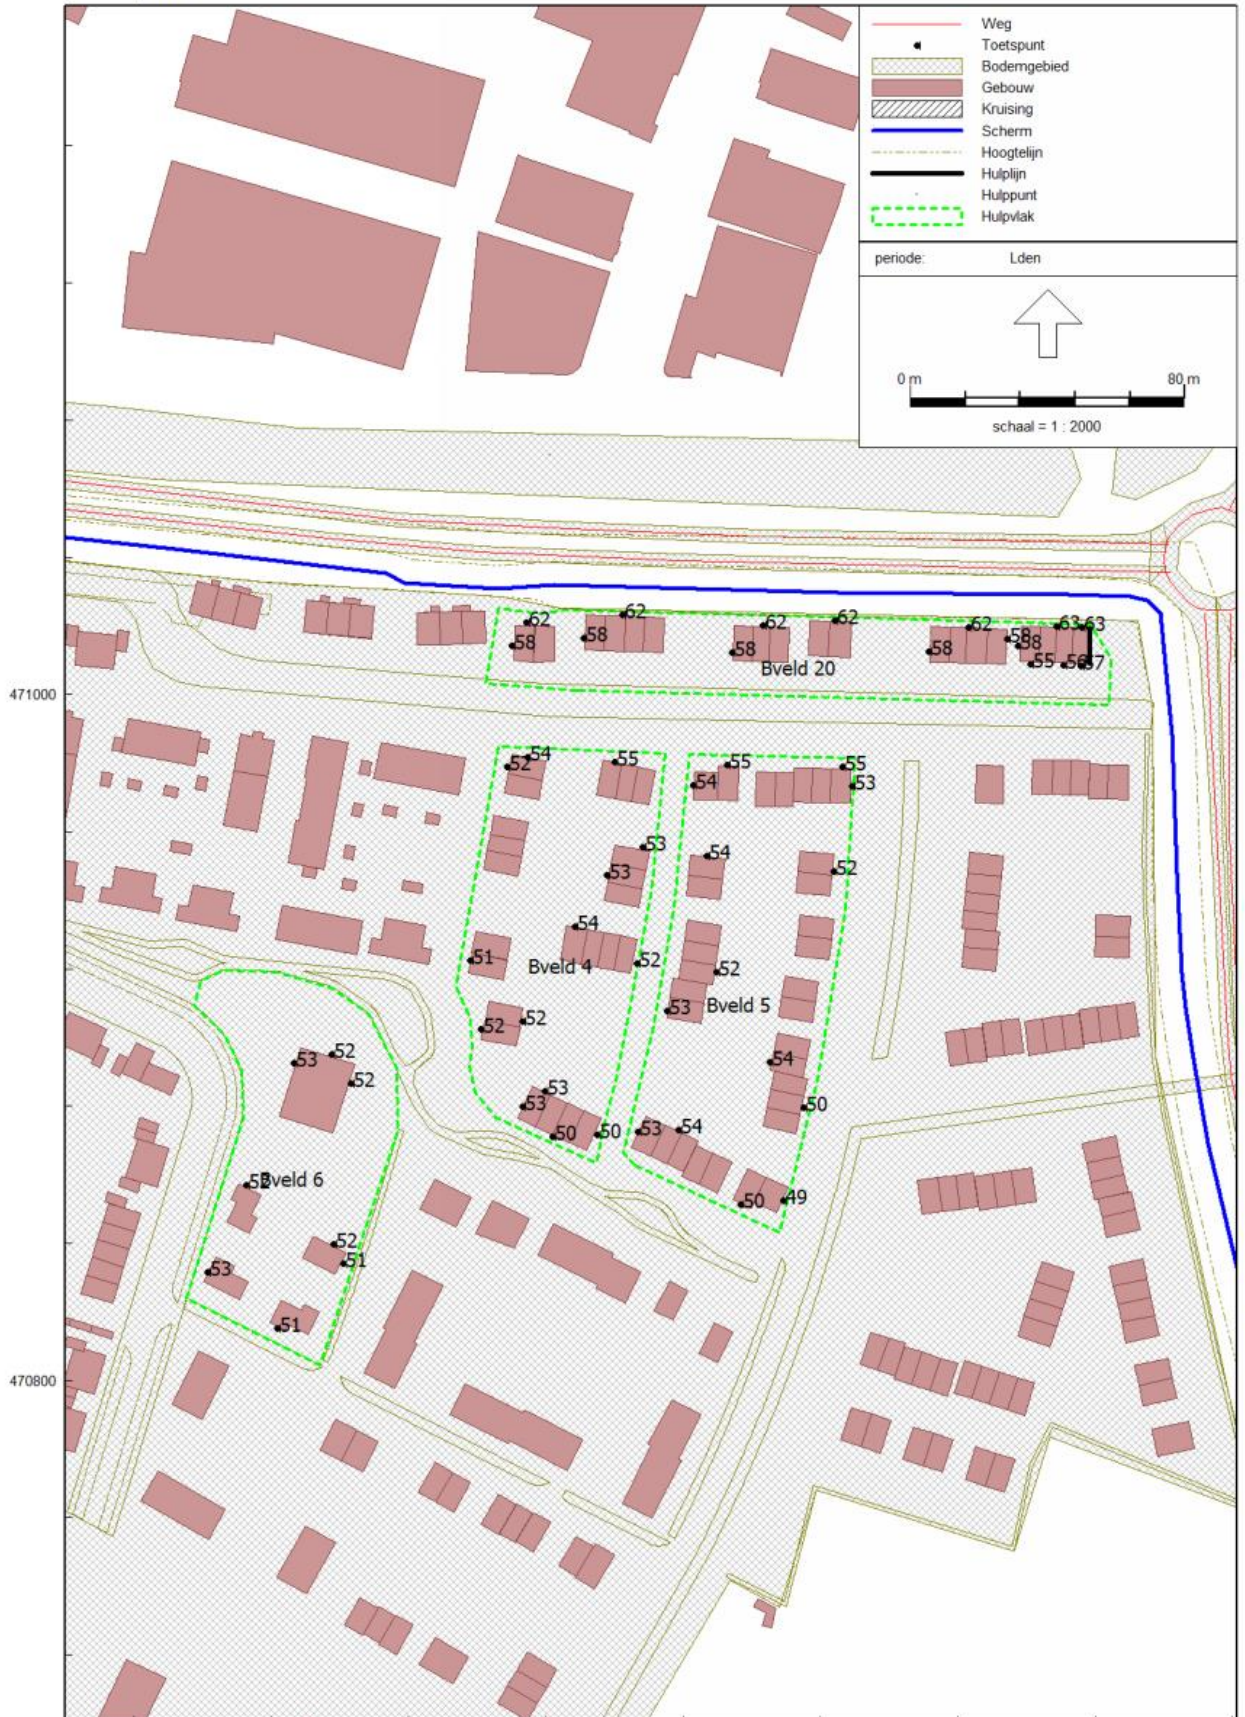 Weg
Toetspunt
Bodemgebied
Gebouw
Kruising
Scherm
Hoogtelijn
Hulplijn
Hulppunt
Hulpvlak
periode: Lden
0 m 80 m
schaal = 1 : 2000
62 62 62 62 62 63 63
58 58 58 58 58 58 55 56 57
Bveld 20
471000
54 52 55 55 54 55 53
53 53 54 52
54 51 52 52 53
Bveld 4
Bveld 5
52 52
53 52 52 54
53 53 50 50 53 54 50
52 Bveld 6
50 49
52 51
53
51
470800